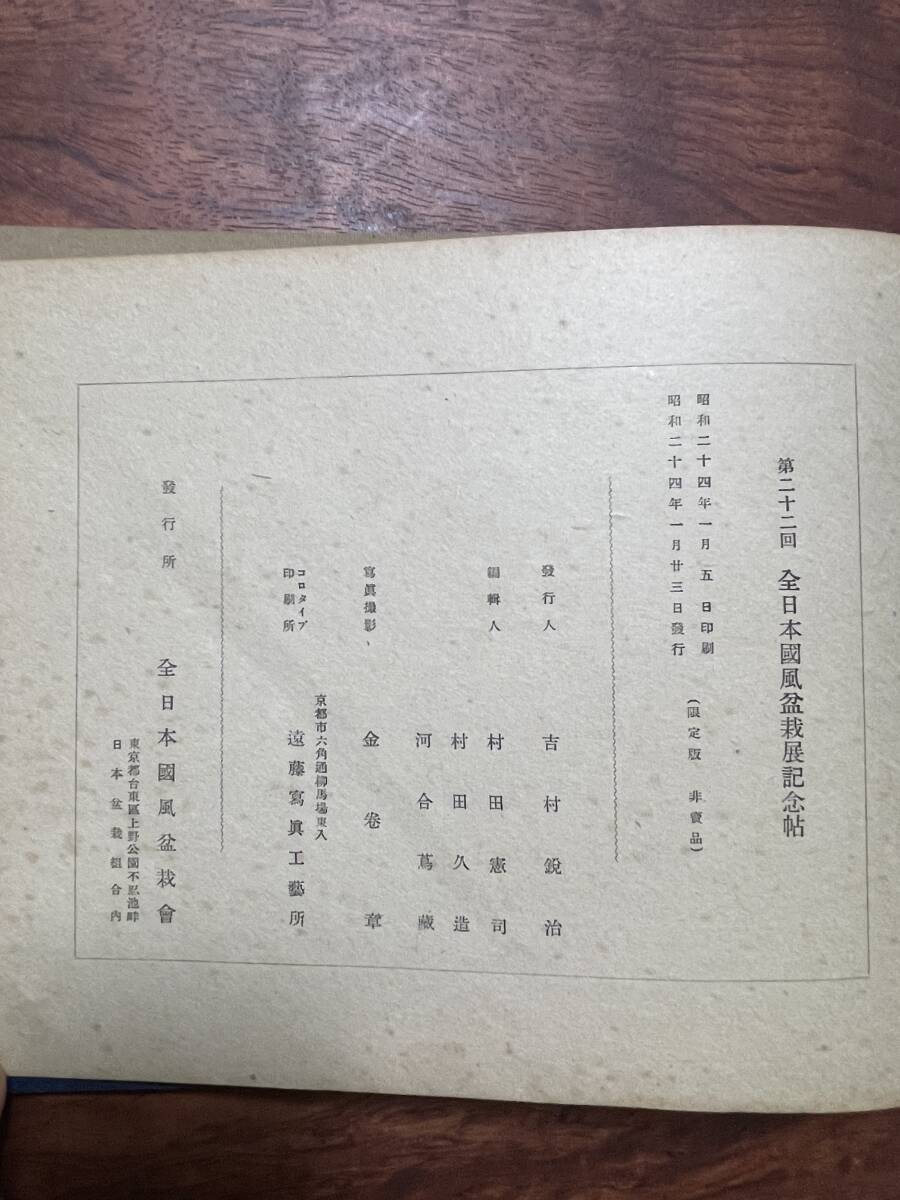 第二十二回 全日本國風盆栽展記念帖
昭和二十四年一月五日印刷
昭和二十四年一月廿三日發行
(限定版 非賣品)
發行人 吉村鋭治
編輯人 村田憲司
村田久造
河合蔦藏
寫眞撮影、 金卷章
京都市六角通柳馬場東入
コロタイプ印刷所 遠藤寫眞工藝所
發行所 全日本國風盆栽會
東京都台東區上野公園不忍池畔
日本盆栽組合內